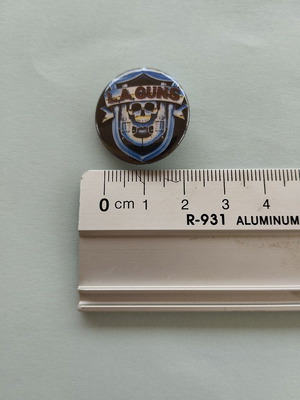 L.A. GUNS
0 cm 1 2 3 4
R-931 ALUMINUM